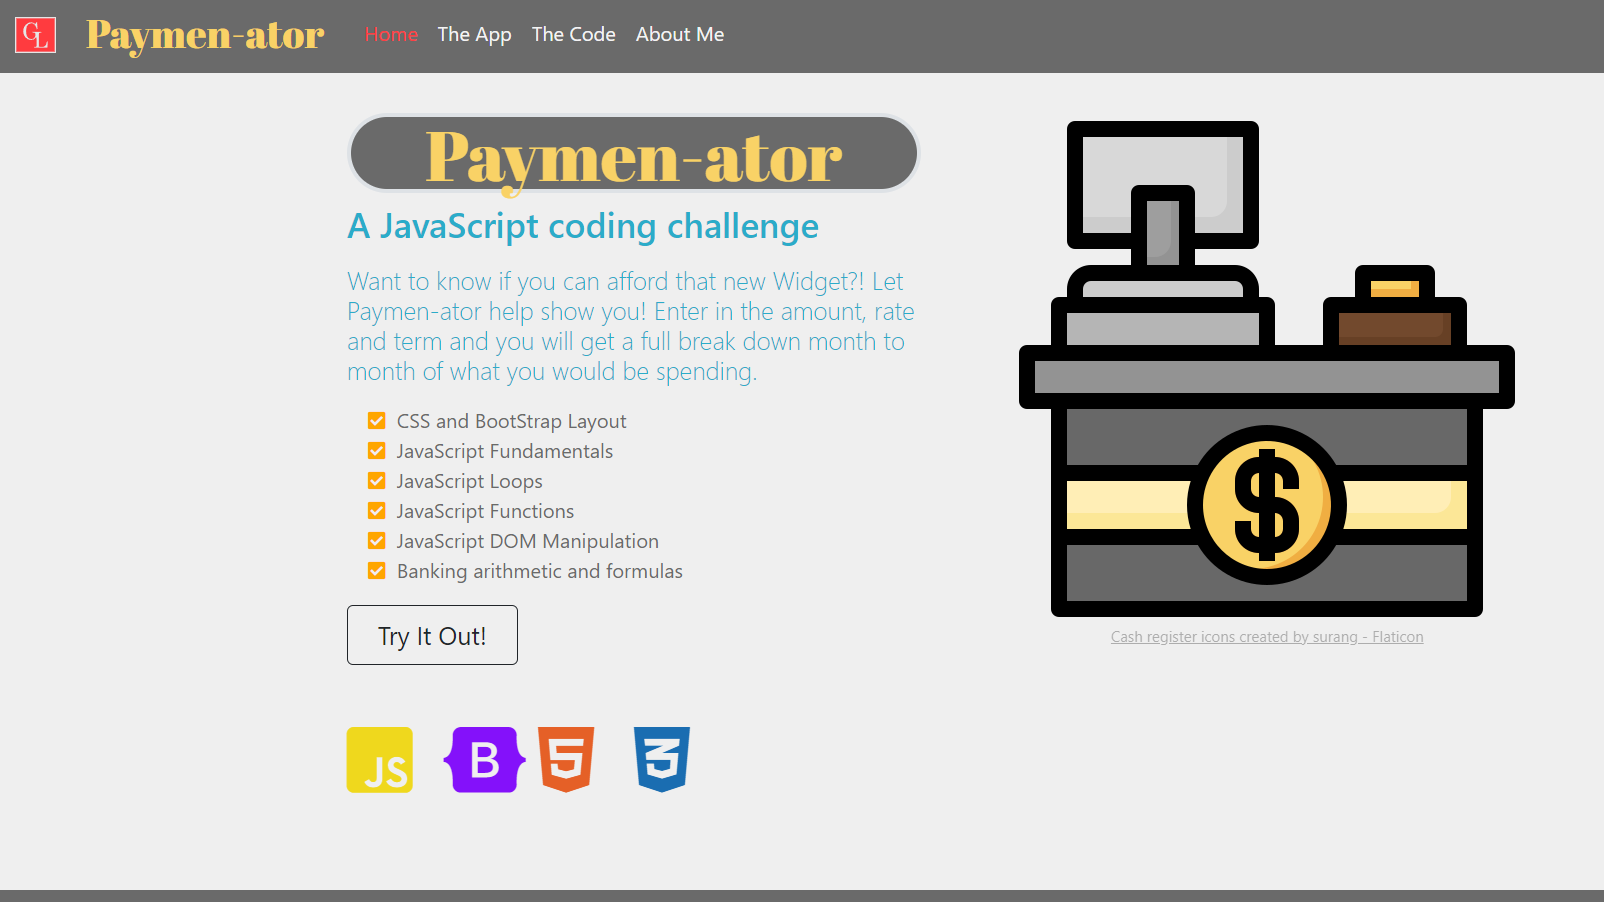 GL
Paymen-ator
Home
The App
The Code
About Me
Paymen-ator
A JavaScript coding challenge
Want to know if you can afford that new Widget?! Let
Paymen-ator help show you! Enter in the amount, rate
and term and you will get a full break down month to
month of what you would be spending.
CSS and BootStrap Layout
JavaScript Fundamentals
JavaScript Loops
JavaScript Functions
JavaScript DOM Manipulation
Banking arithmetic and formulas
Try It Out!
$
Cash register icons created by surang - Flaticon
JS
B
5
3